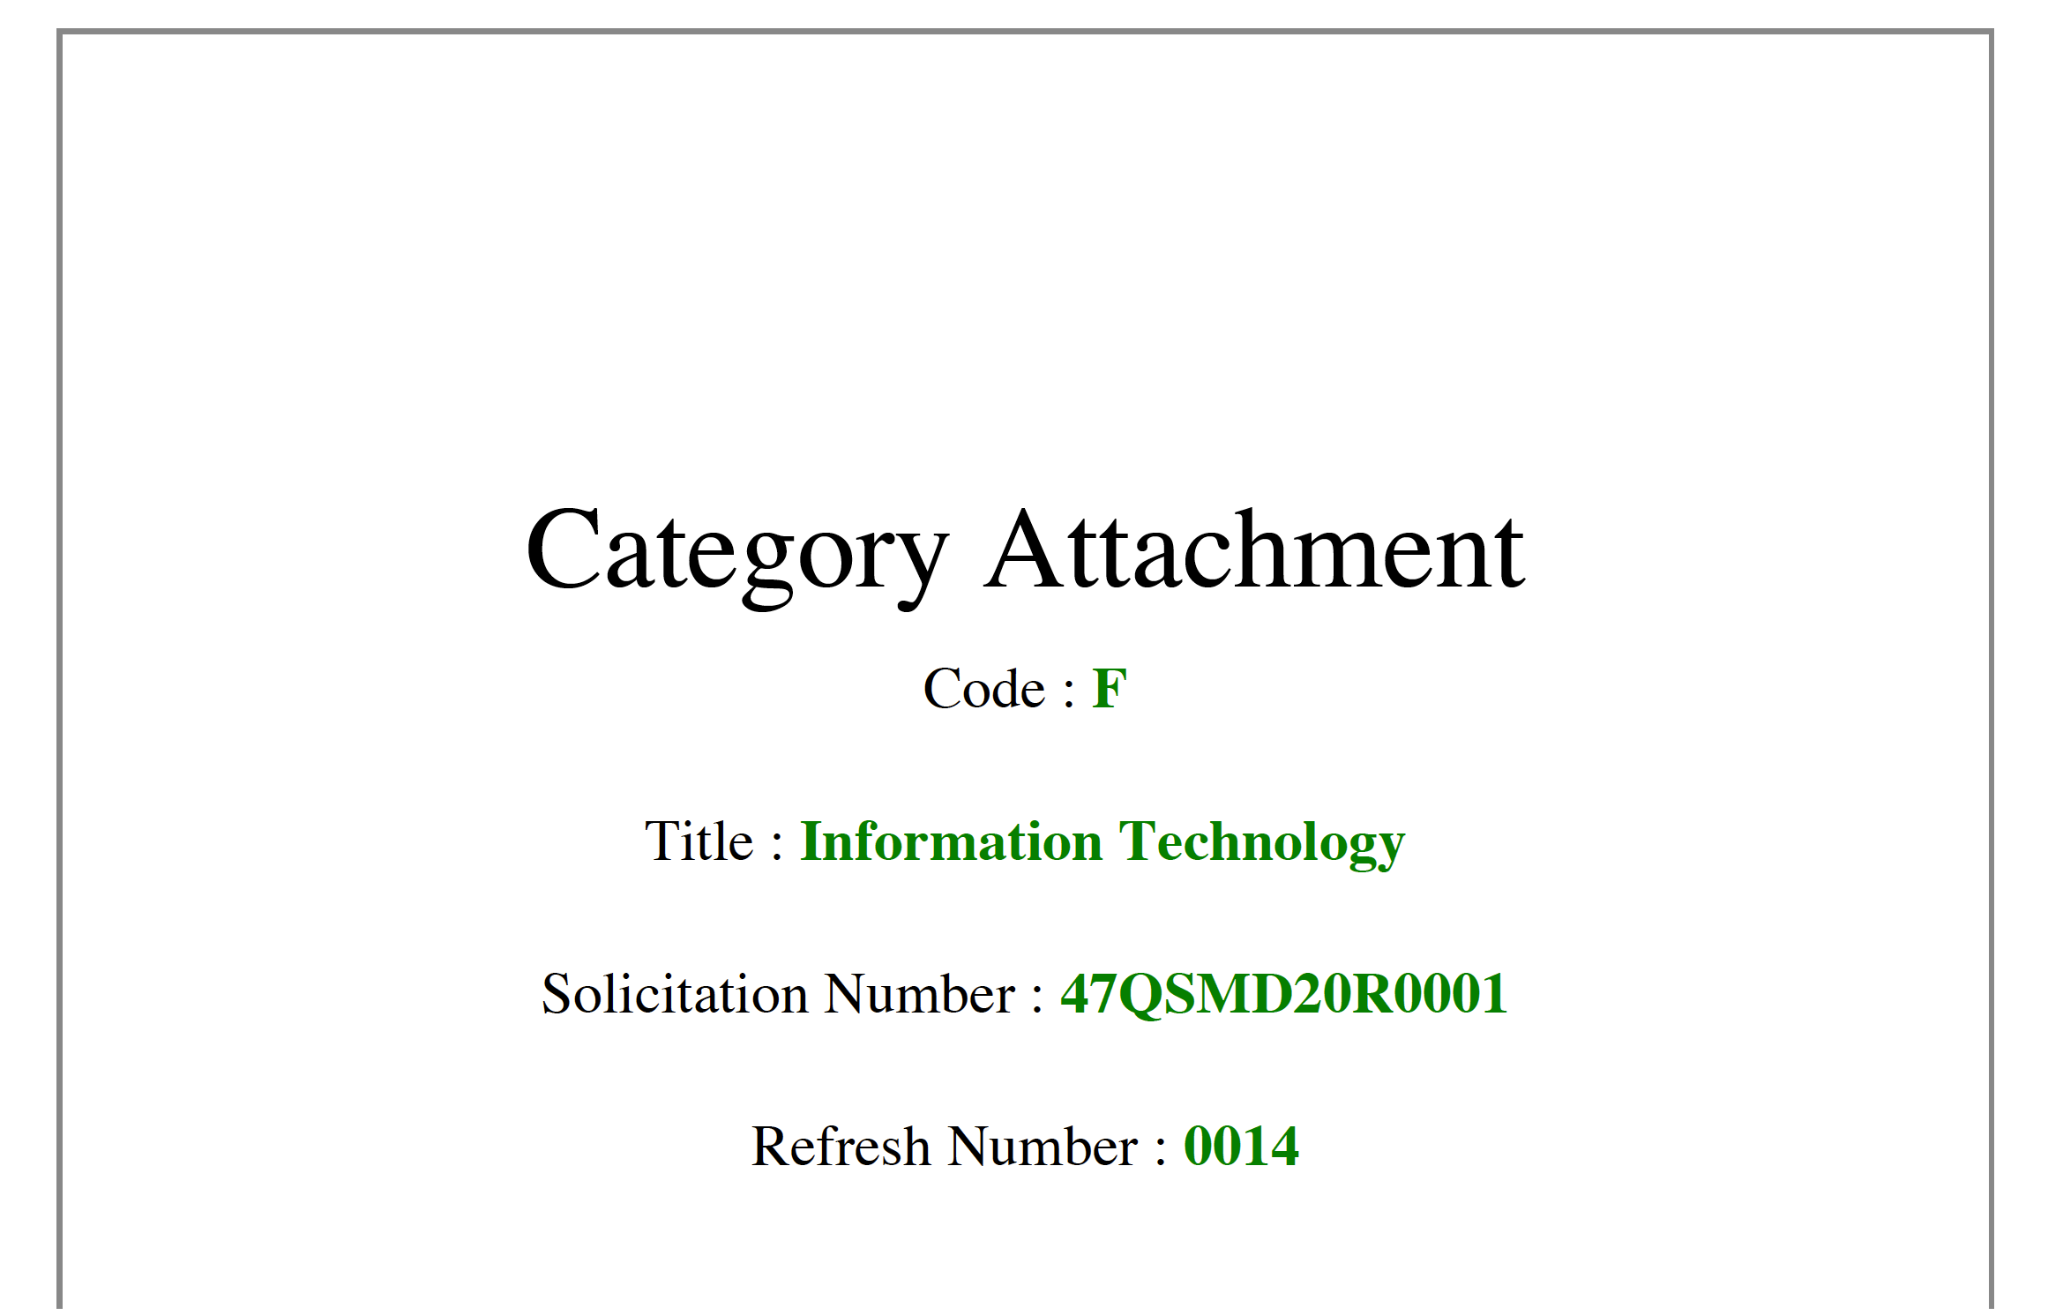 Category Attachment
Code : F
Title : Information Technology
Solicitation Number : 47QSMD20R0001
Refresh Number : 0014